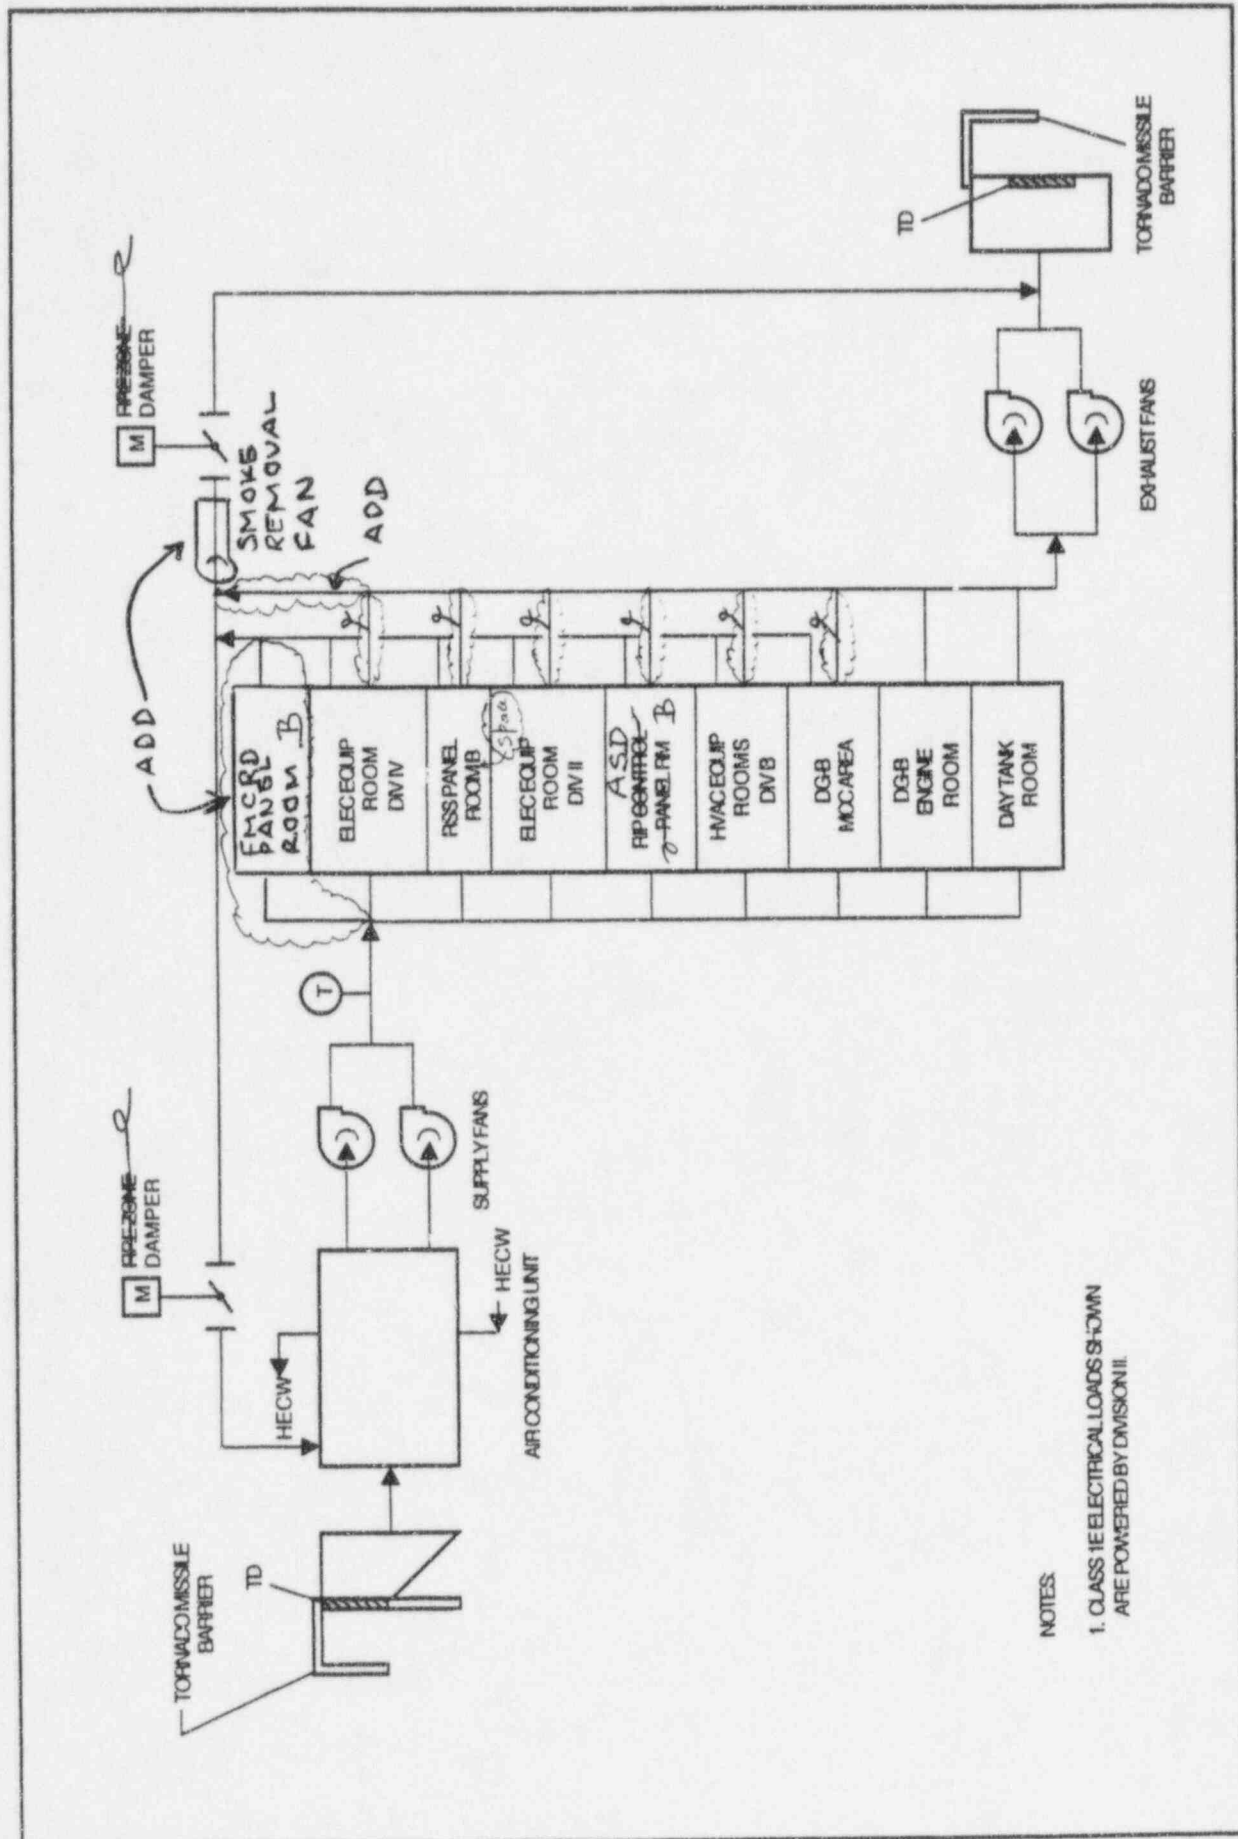 TORNADO MISSILE
BARRIER
TD
M
FIRE ZONE
DAMPER
HECW
HECW
AIR CONDITIONING UNIT
SUPPLY FANS
T
ADD
FMCRD
PANEL
ROOM B
ELEC EQUIP
ROOM
DIV IV
RSS PANEL
ROOM B
space
ELEC EQUIP
ROOM
DIV II
ASD
RIP CONTROL
PANEL RM B
HVAC EQUIP
ROOMS
DIV B
DG-B
MCC AREA
DG-B
ENGINE
ROOM
DAY TANK
ROOM
SMOKE
REMOVAL
FAN
ADD
M
FIRE ZONE
DAMPER
EXHAUST FANS
TD
TORNADO MISSILE
BARRIER
NOTES:
1. CLASS 1E ELECTRICAL LOADS SHOWN
ARE POWERED BY DIVISION II.